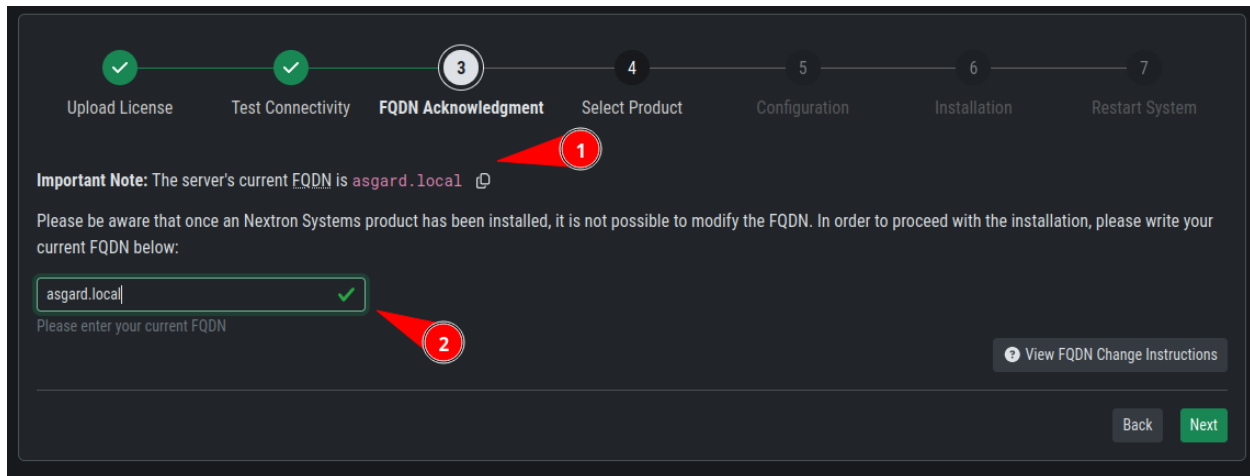 3 4 5 6 7
Upload License Test Connectivity FQDN Acknowledgment Select Product Configuration Installation Restart System
1
Important Note: The server's current FQDN is asgard.local
Please be aware that once an Nextron Systems product has been installed, it is not possible to modify the FQDN. In order to proceed with the installation, please write your
current FQDN below:
asgard.local
Please enter your current FQDN
2
? View FQDN Change Instructions
Back Next